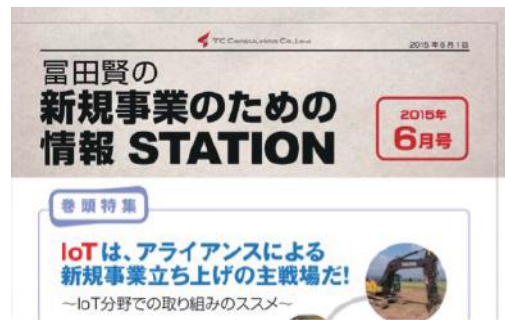 TC Consulting Co.,Ltd
2015年6月1日
冨田賢の
新規事業のための
情報 STATION
2015年
6月号
巻頭特集
IoTは、アライアンスによる
新規事業立ち上げの主戦場だ!
~IoT分野での取り組みのススメ~